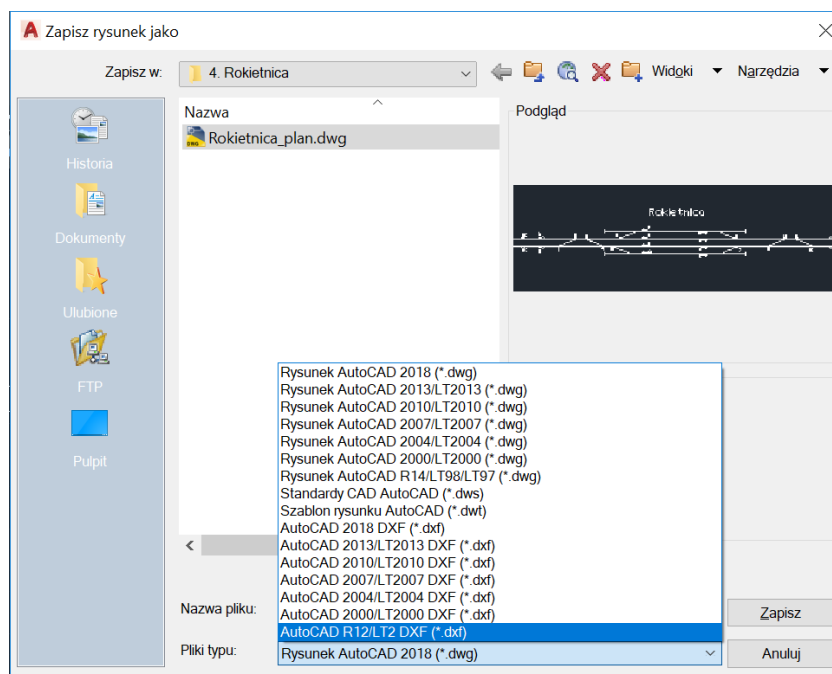 Zapisz rysunek jako
Zapisz w: 4. Rokietnica Widoki Narzędzia
Nazwa
Podgląd
Rokietnica_plan.dwg
Historia
Dokumenty
Ulubione
FTP
Pulpit
Rokietnica
Rysunek AutoCAD 2018 (*.dwg)
Rysunek AutoCAD 2013/LT2013 (*.dwg)
Rysunek AutoCAD 2010/LT2010 (*.dwg)
Rysunek AutoCAD 2007/LT2007 (*.dwg)
Rysunek AutoCAD 2004/LT2004 (*.dwg)
Rysunek AutoCAD 2000/LT2000 (*.dwg)
Rysunek AutoCAD R14/LT98/LT97 (*.dwg)
Standardy CAD AutoCAD (*.dws)
Szablon rysunku AutoCAD (*.dwt)
AutoCAD 2018 DXF (*.dxf)
AutoCAD 2013/LT2013 DXF (*.dxf)
AutoCAD 2010/LT2010 DXF (*.dxf)
AutoCAD 2007/LT2007 DXF (*.dxf)
AutoCAD 2004/LT2004 DXF (*.dxf)
AutoCAD 2000/LT2000 DXF (*.dxf)
AutoCAD R12/LT2 DXF (*.dxf)
Nazwa pliku:
Zapisz
Pliki typu: Rysunek AutoCAD 2018 (*.dwg)
Anuluj